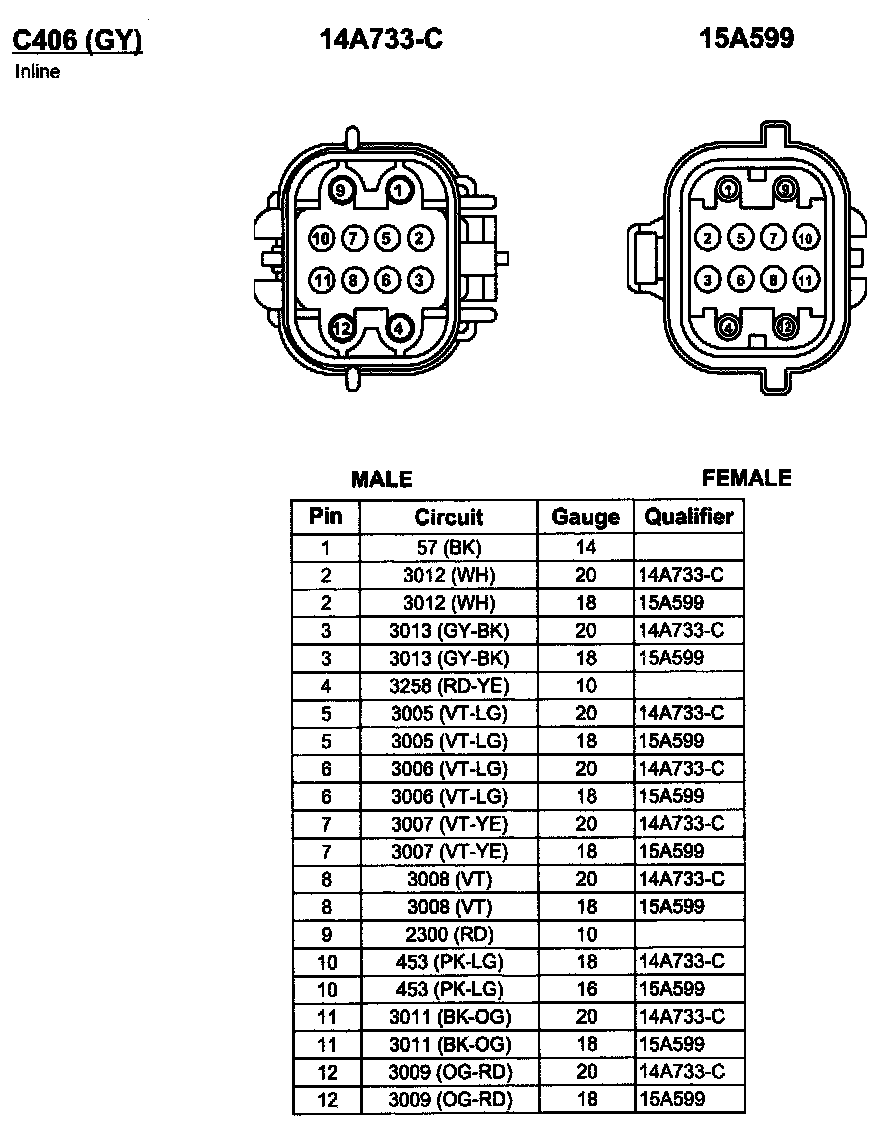 C406 (GY) 14A733-C 15A599
Inline
9 1
10 7 5 2
11 8 6 3
12 4
1 9
2 5 7 10
3 6 8 11
4 12
MALE FEMALE
Pin Circuit Gauge Qualifier
1 57 (BK) 14
2 3012 (WH) 20 14A733-C
2 3012 (WH) 18 15A599
3 3013 (GY-BK) 20 14A733-C
3 3013 (GY-BK) 18 15A599
4 3258 (RD-YE) 10
5 3005 (VT-LG) 20 14A733-C
5 3005 (VT-LG) 18 15A599
6 3006 (VT-LG) 20 14A733-C
6 3006 (VT-LG) 18 15A599
7 3007 (VT-YE) 20 14A733-C
7 3007 (VT-YE) 18 15A599
8 3008 (VT) 20 14A733-C
8 3008 (VT) 18 15A599
9 2300 (RD) 10
10 453 (PK-LG) 18 14A733-C
10 453 (PK-LG) 16 15A599
11 3011 (BK-OG) 20 14A733-C
11 3011 (BK-OG) 18 15A599
12 3009 (OG-RD) 20 14A733-C
12 3009 (OG-RD) 18 15A599